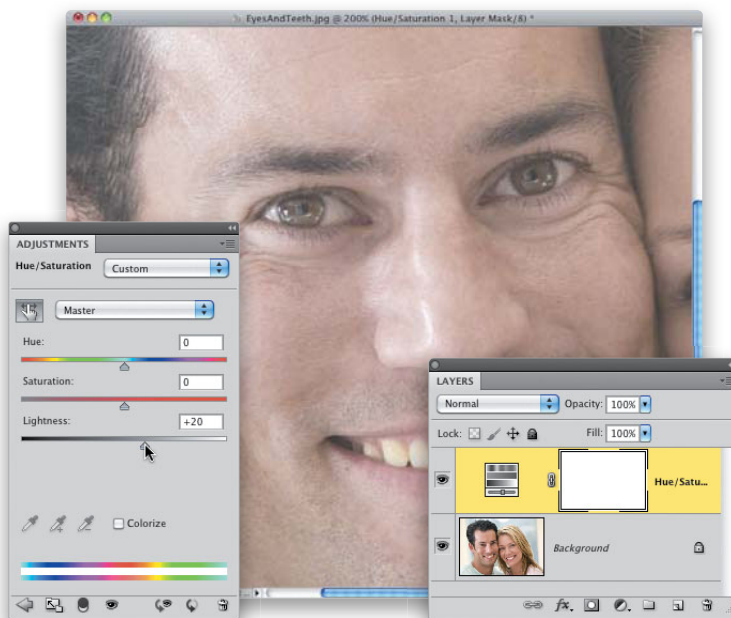 EyesAndTeeth.jpg @ 200% (Hue/Saturation 1, Layer Mask/8) *
ADJUSTMENTS
Hue/Saturation Custom
Master
Hue: 0
Saturation: 0
Lightness: +20
Colorize
LAYERS
Normal Opacity: 100%
Lock: Fill: 100%
Hue/Satu...
Background
fx.